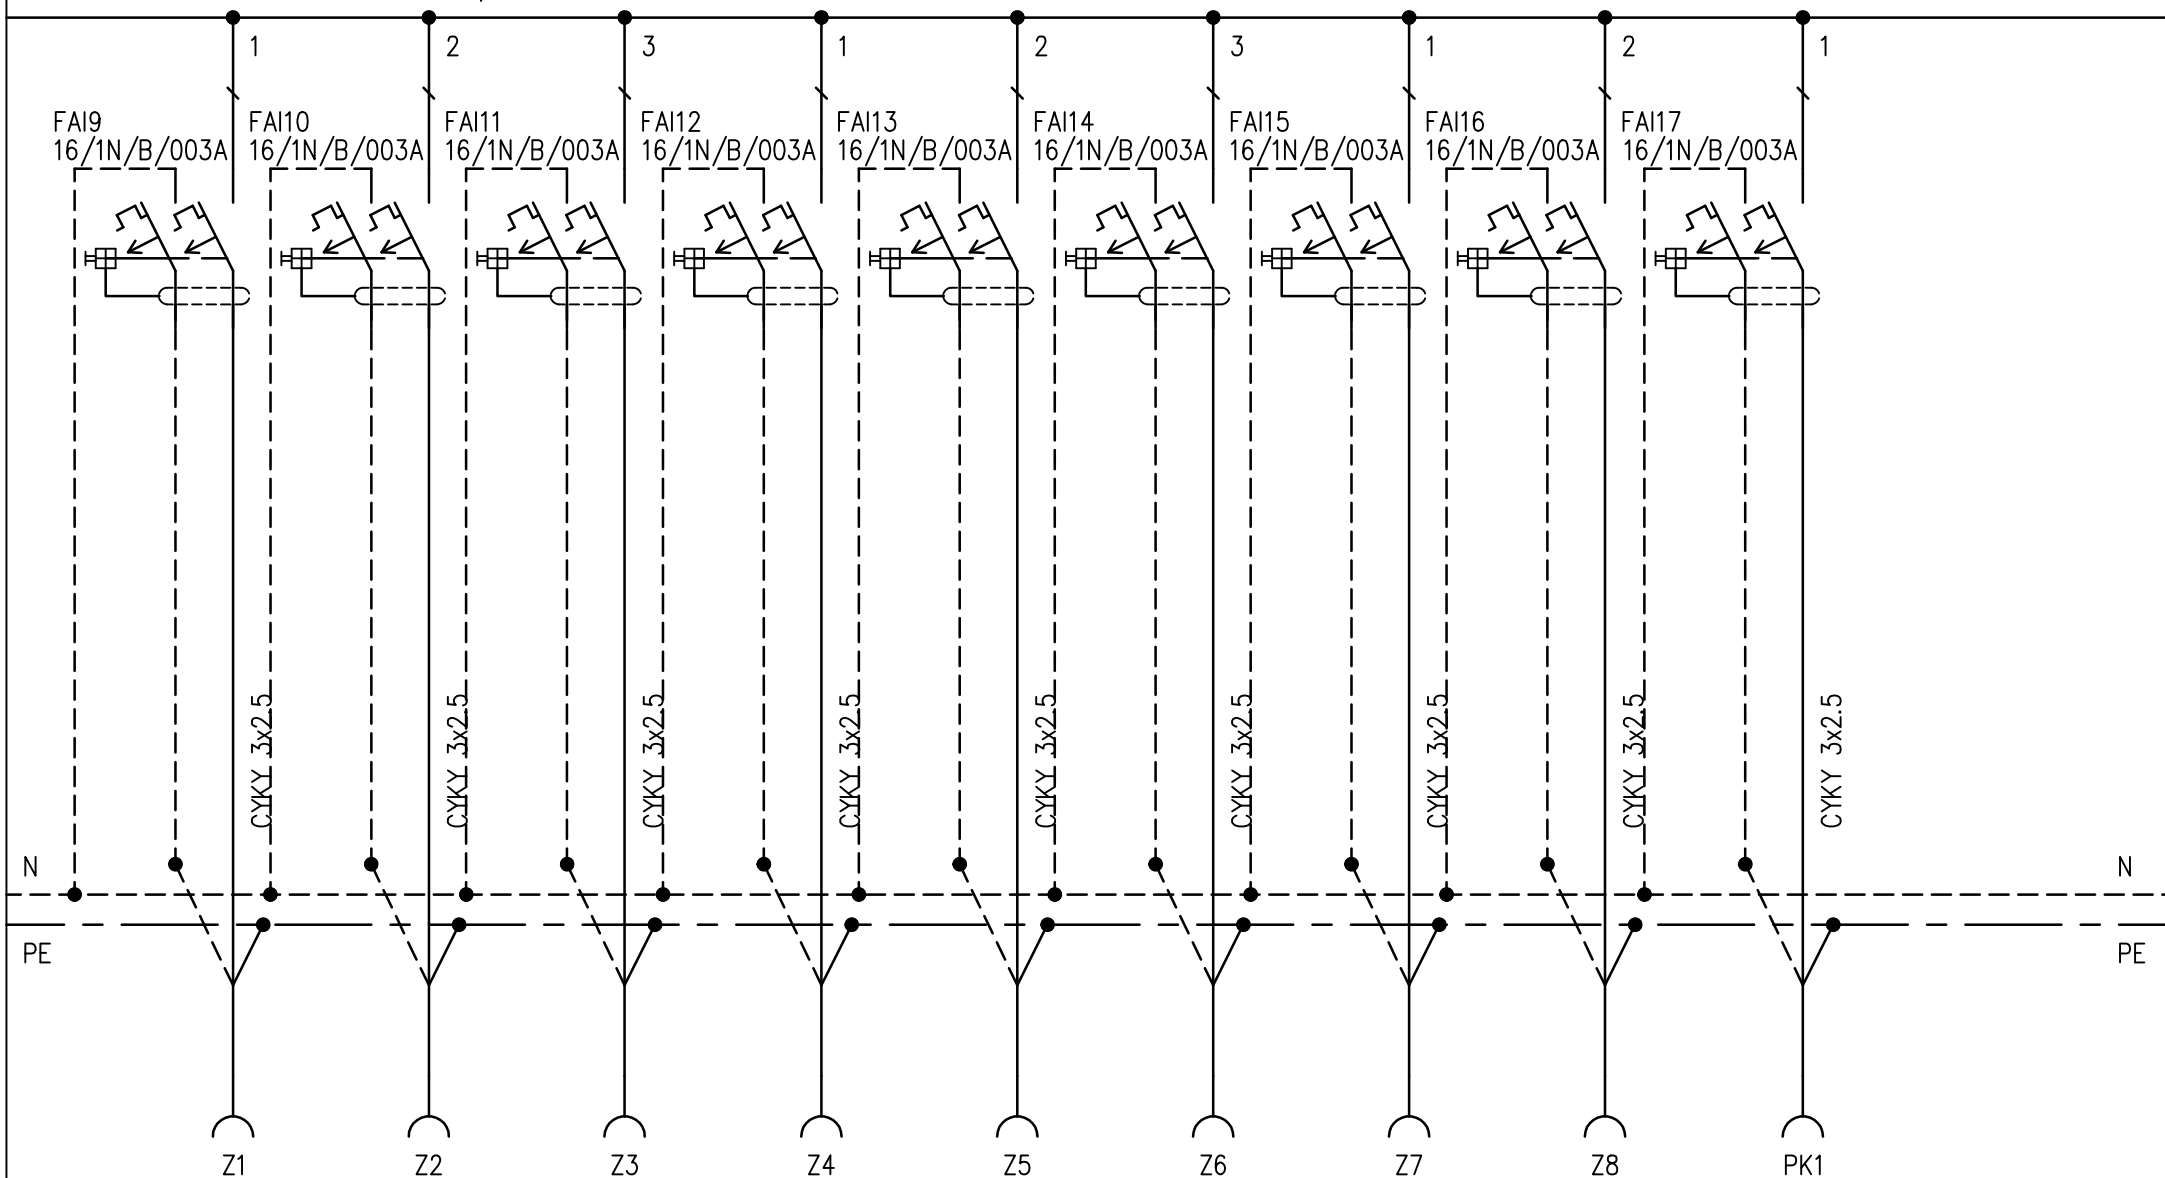 1 2 3 1 2 3 1 2 1
FAI9 FAI10 FAI11 FAI12 FAI13 FAI14 FAI15 FAI16 FAI17
16/1N/B/003A 16/1N/B/003A 16/1N/B/003A 16/1N/B/003A 16/1N/B/003A 16/1N/B/003A 16/1N/B/003A 16/1N/B/003A 16/1N/B/003A
CYKY 3x2.5
CYKY 3x2.5
CYKY 3x2.5
CYKY 3x2.5
CYKY 3x2.5
CYKY 3x2.5
CYKY 3x2.5
CYKY 3x2.5
CYKY 3x2.5
N N
PE PE
Z1 Z2 Z3 Z4 Z5 Z6 Z7 Z8 PK1